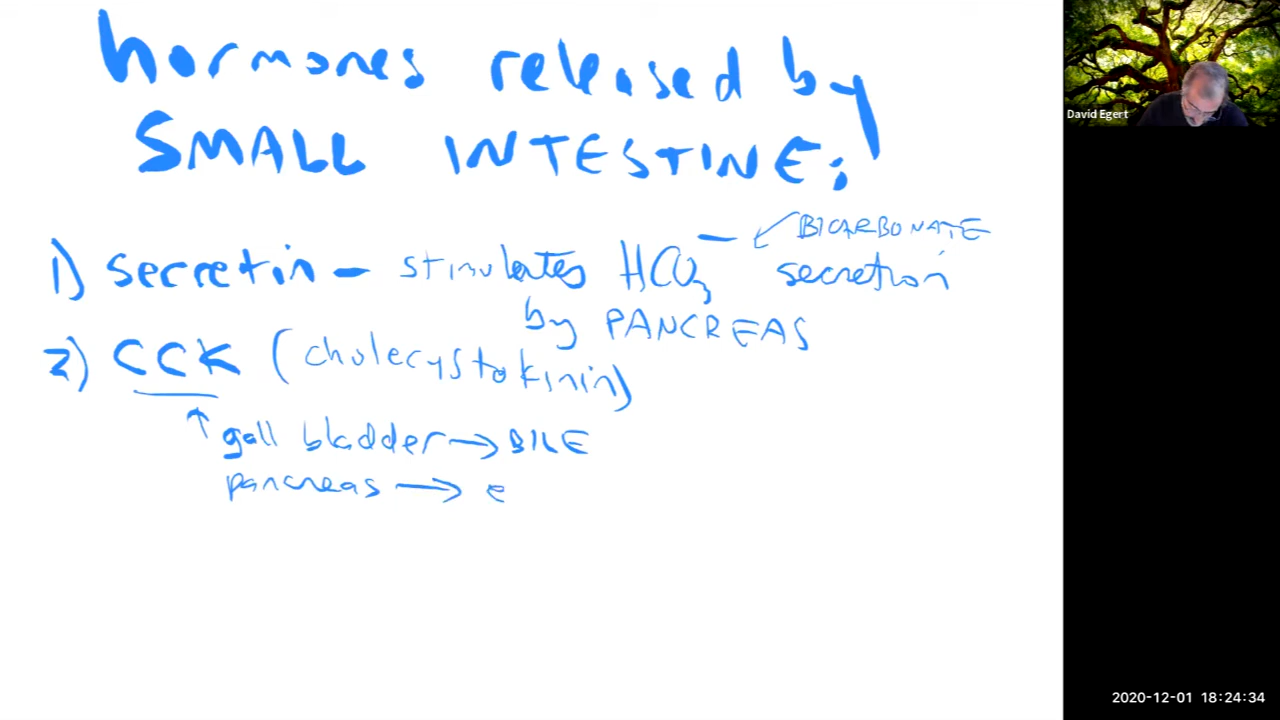 hormones released by
SMALL INTESTINE:
1) secretin – stimulates HCO₃⁻ secretion
BICARBONATE
by PANCREAS
2) CCK (cholecystokinin)
↑ gall bladder → BILE
pancreas → e
David Egert
2020-12-01 18:24:34